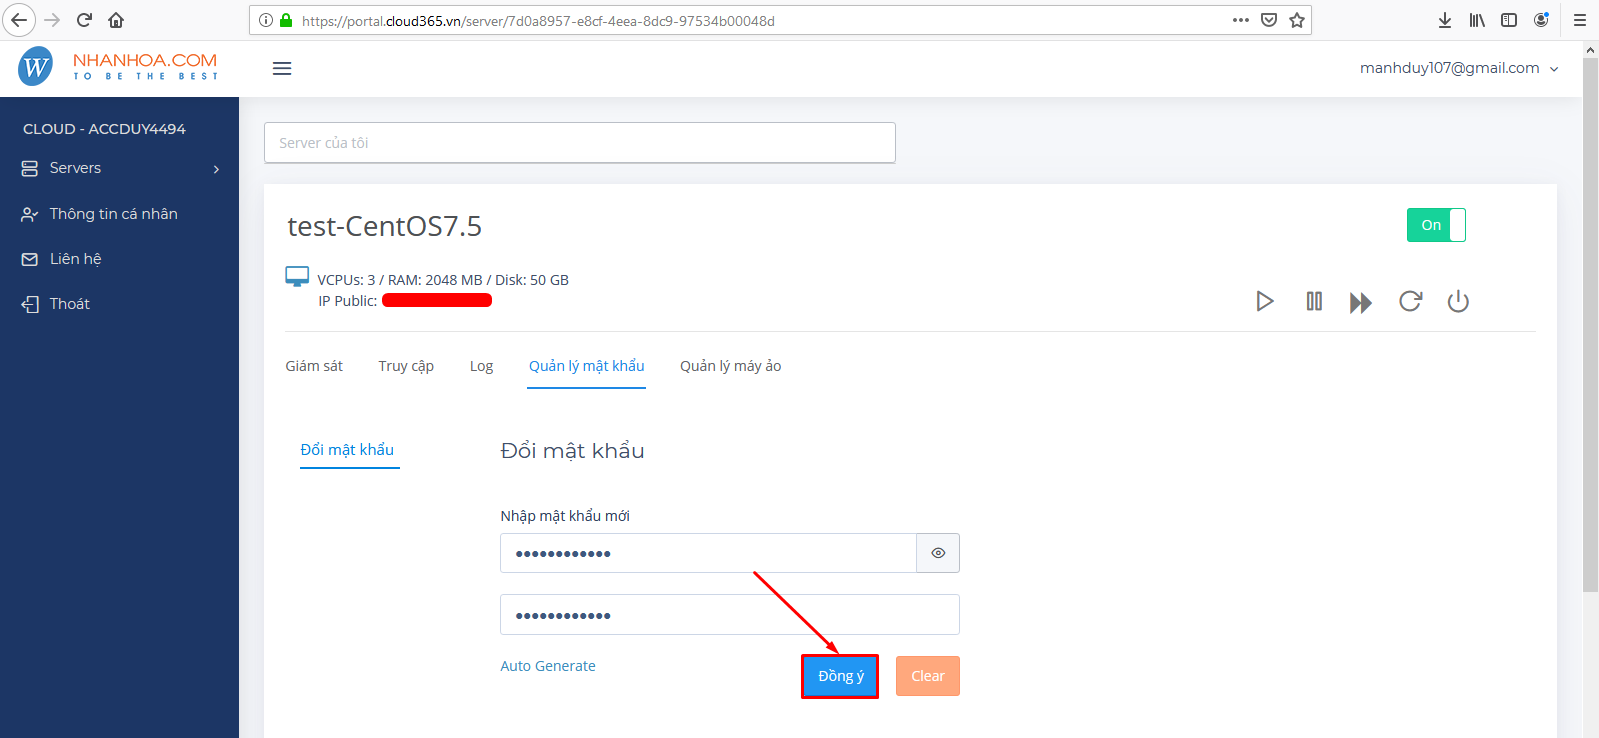 https://portal.cloud365.vn/server/7d0a8957-e8cf-4eea-8dc9-97534b00048d
W
NHANHOA.COM
TO BE THE BEST
manhduy107@gmail.com
CLOUD - ACCDUY4494
Servers
Thông tin cá nhân
Liên hệ
Thoát
Server của tôi
test-CentOS7.5
On
VCPUs: 3 / RAM: 2048 MB / Disk: 50 GB
IP Public:
Giám sát
Truy cập
Log
Quản lý mật khẩu
Quản lý máy ảo
Đổi mật khẩu
Đổi mật khẩu
Nhập mật khẩu mới
Auto Generate
Đồng ý
Clear